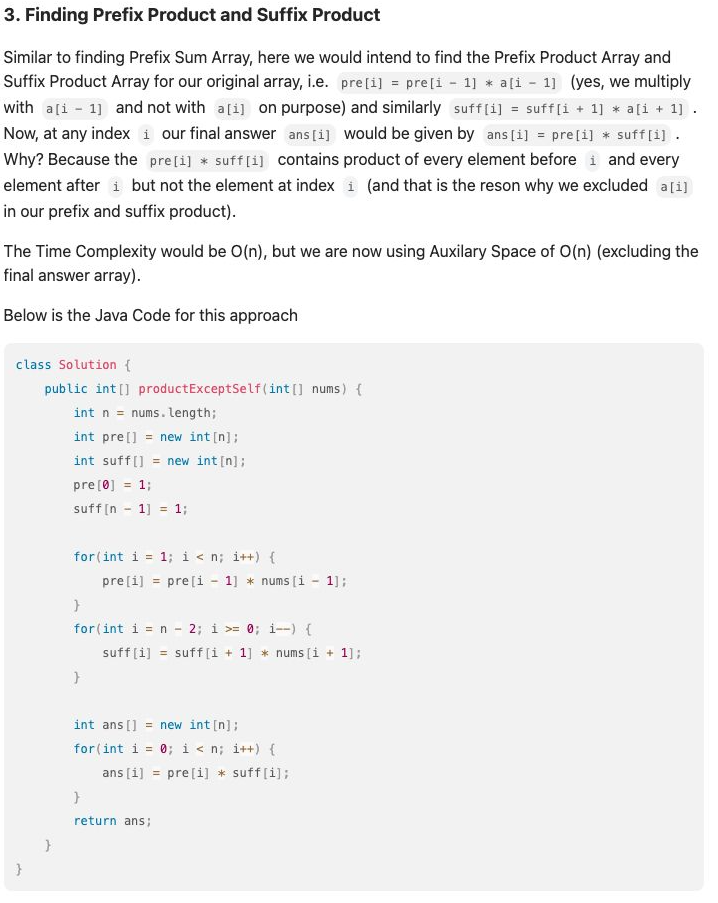 3. Finding Prefix Product and Suffix Product
Similar to finding Prefix Sum Array, here we would intend to find the Prefix Product Array and
Suffix Product Array for our original array, i.e. pre[i] = pre[i - 1] * a[i - 1] (yes, we multiply
with a[i - 1] and not with a[i] on purpose) and similarly suff[i] = suff[i + 1] * a[i + 1] .
Now, at any index i our final answer ans[i] would be given by ans[i] = pre[i] * suff[i] .
Why? Because the pre[i] * suff[i] contains product of every element before i and every
element after i but not the element at index i (and that is the reson why we excluded a[i]
in our prefix and suffix product).
The Time Complexity would be O(n), but we are now using Auxilary Space of O(n) (excluding the
final answer array).
Below is the Java Code for this approach
class Solution {
    public int[] productExceptSelf(int[] nums) {
        int n = nums.length;
        int pre[] = new int[n];
        int suff[] = new int[n];
        pre[0] = 1;
        suff[n - 1] = 1;
        for(int i = 1; i < n; i++) {
            pre[i] = pre[i - 1] * nums[i - 1];
        }
        for(int i = n - 2; i >= 0; i--) {
            suff[i] = suff[i + 1] * nums[i + 1];
        }
        int ans[] = new int[n];
        for(int i = 0; i < n; i++) {
            ans[i] = pre[i] * suff[i];
        }
        return ans;
    }
}